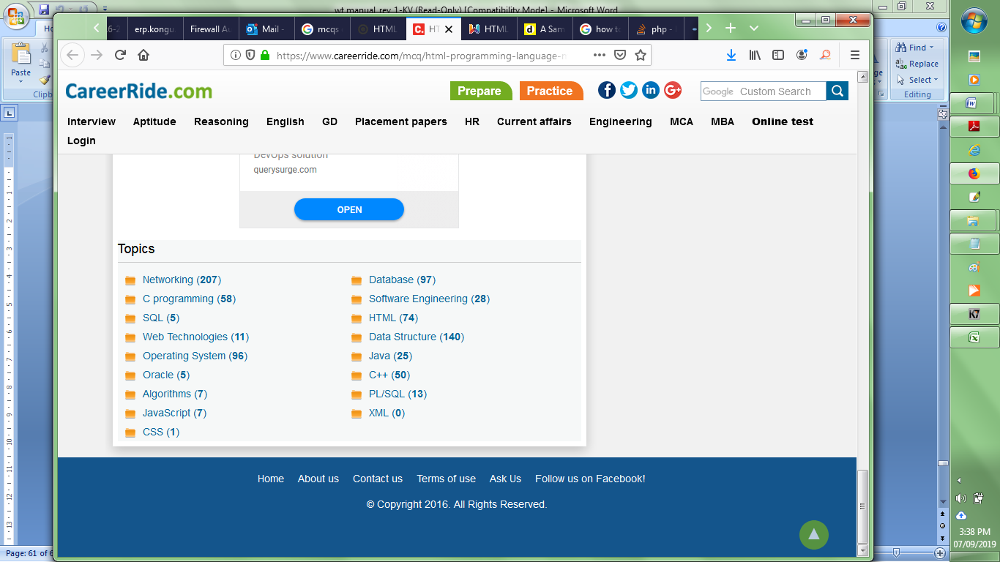 wt manual rev 1-KV (Read-Only) [Compatibility Mode] - Microsoft Word
erp.kongu.
Firewall Au
Mail -
mcqs
HTML
HT
HTML
A Sam
how to
php -
https://www.careerride.com/mcq/html-programming-language-m
Paste
Clipb
Find
Replace
Select
Editing
CareerRide.com
Prepare
Practice
Google Custom Search
Interview Aptitude Reasoning English GD Placement papers HR Current affairs Engineering MCA MBA Online test
Login
DevOps solution
querysurge.com
OPEN
Topics
Networking (207) Database (97)
C programming (58) Software Engineering (28)
SQL (5) HTML (74)
Web Technologies (11) Data Structure (140)
Operating System (96) Java (25)
Oracle (5) C++ (50)
Algorithms (7) PL/SQL (13)
JavaScript (7) XML (0)
CSS (1)
Home About us Contact us Terms of use Ask Us Follow us on Facebook!
© Copyright 2016. All Rights Reserved.
Page: 61 of 6
3:38 PM
07/09/2019